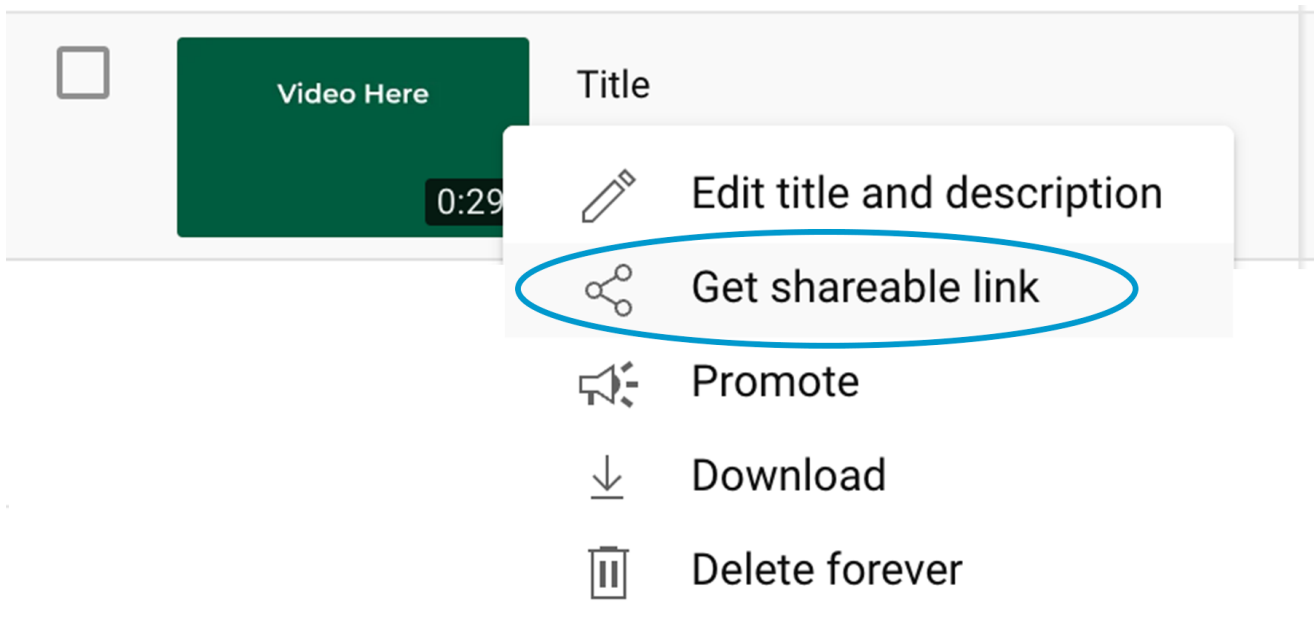 Video Here
Title
0:29
Edit title and description
Get shareable link
Promote
Download
Delete forever